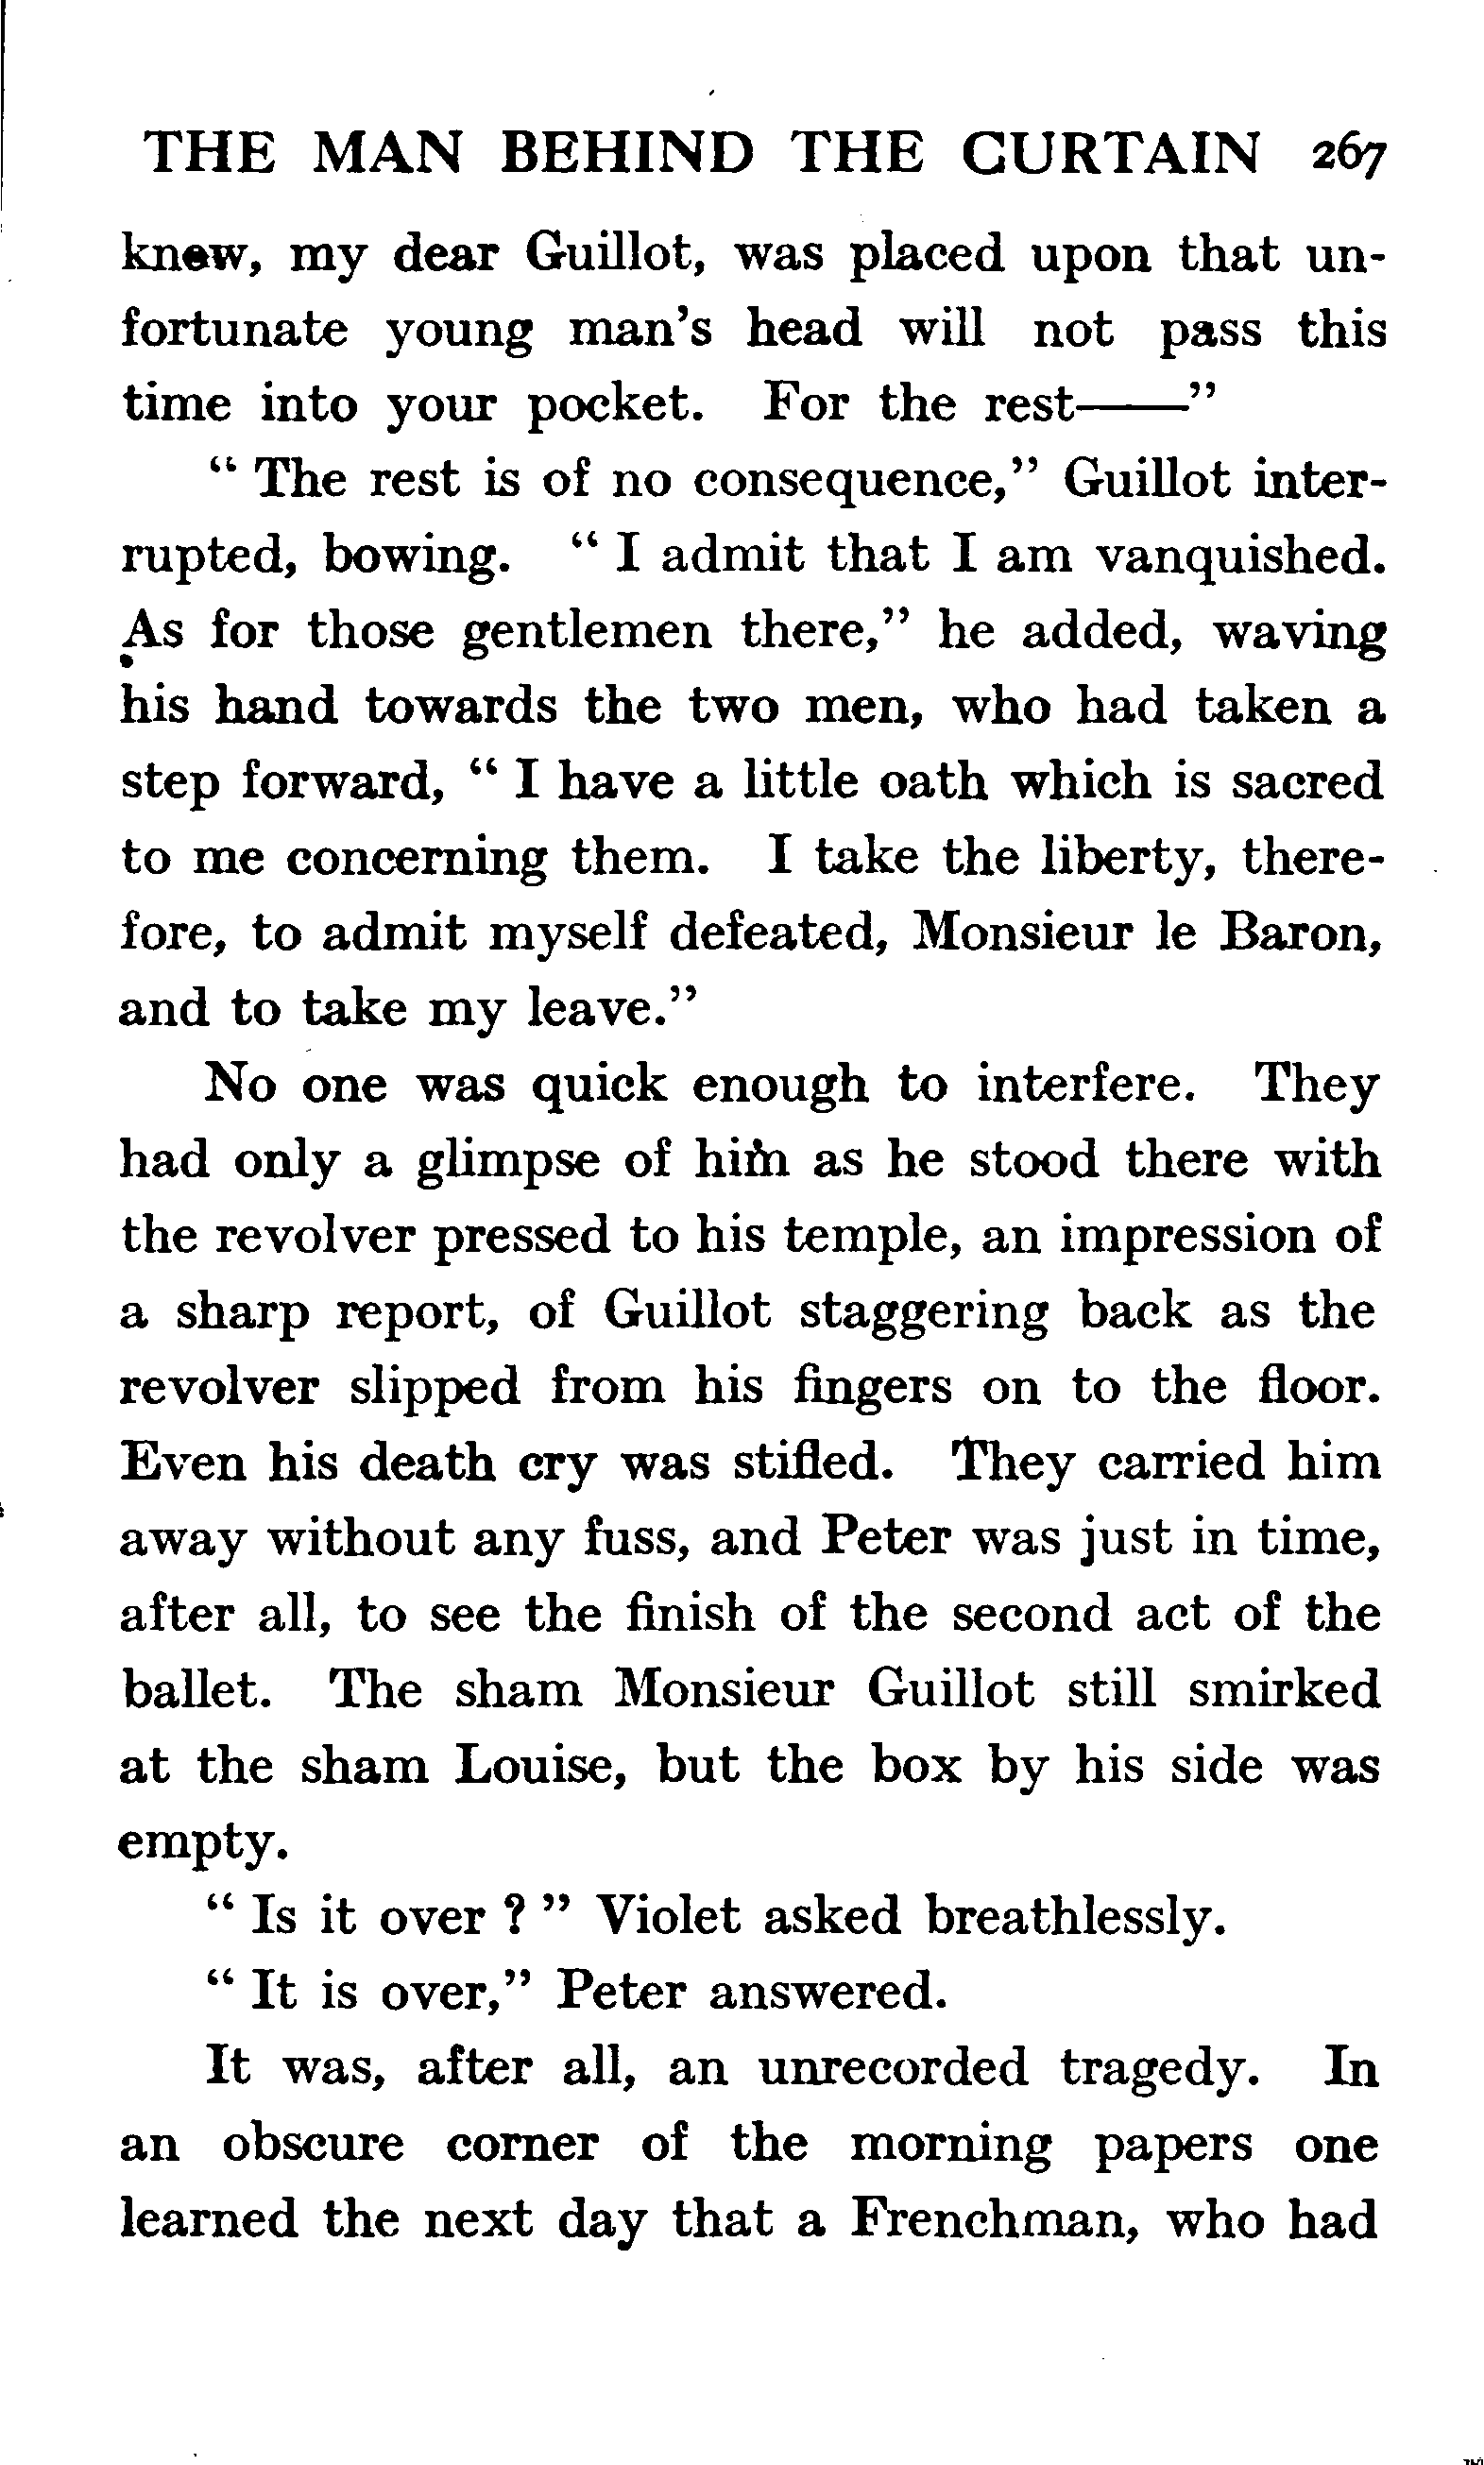 THE MAN BEHIND THE CURTAIN 267
knew, my dear Guillot, was placed upon that un-
fortunate young man's head will not pass this
time into your pocket. For the rest——"
" The rest is of no consequence," Guillot inter-
rupted, bowing. " I admit that I am vanquished.
As for those gentlemen there," he added, waving
his hand towards the two men, who had taken a
step forward, " I have a little oath which is sacred
to me concerning them. I take the liberty, there-
fore, to admit myself defeated, Monsieur le Baron,
and to take my leave."
No one was quick enough to interfere. They
had only a glimpse of him as he stood there with
the revolver pressed to his temple, an impression of
a sharp report, of Guillot staggering back as the
revolver slipped from his fingers on to the floor.
Even his death cry was stifled. They carried him
away without any fuss, and Peter was just in time,
after all, to see the finish of the second act of the
ballet. The sham Monsieur Guillot still smirked
at the sham Louise, but the box by his side was
empty.
" Is it over ? " Violet asked breathlessly.
" It is over," Peter answered.
It was, after all, an unrecorded tragedy. In
an obscure corner of the morning papers one
learned the next day that a Frenchman, who had